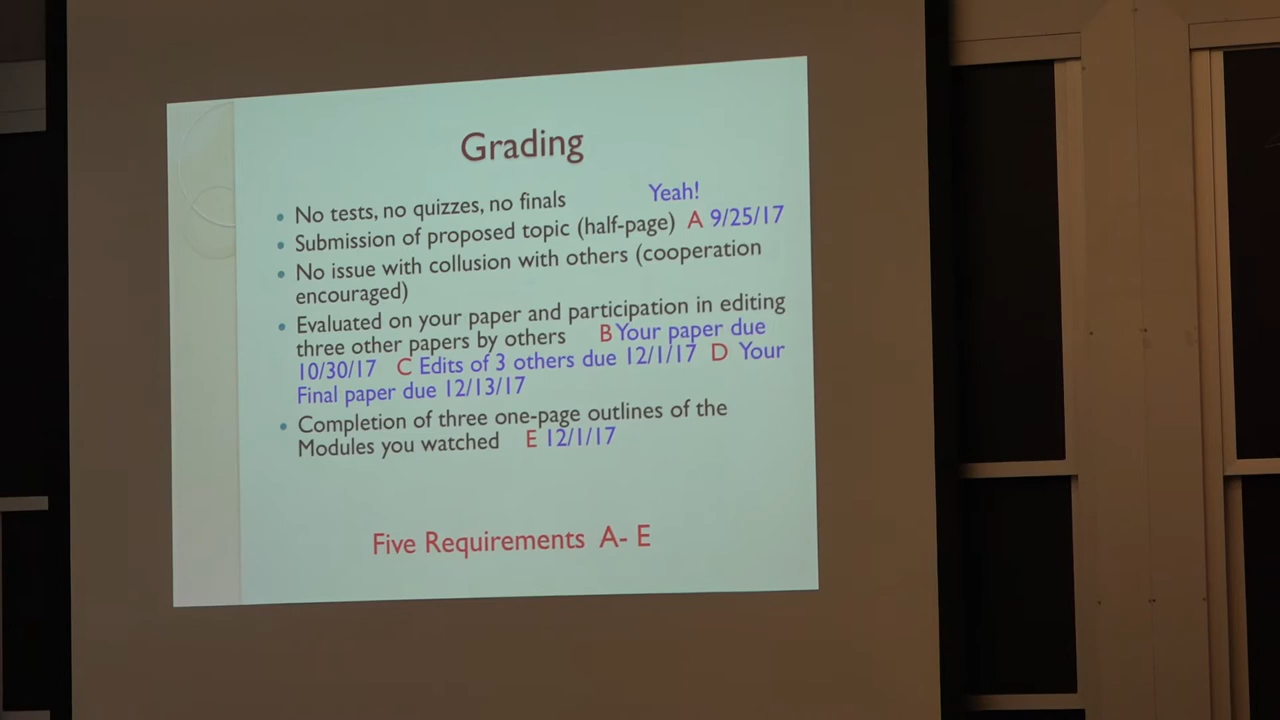 Grading
No tests, no quizzes, no finals Yeah!
Submission of proposed topic (half-page) A 9/25/17
No issue with collusion with others (cooperation
encouraged)
Evaluated on your paper and participation in editing
three other papers by others B Your paper due
10/30/17 C Edits of 3 others due 12/1/17 D Your
Final paper due 12/13/17
Completion of three one-page outlines of the
Modules you watched E 12/1/17
Five Requirements A- E